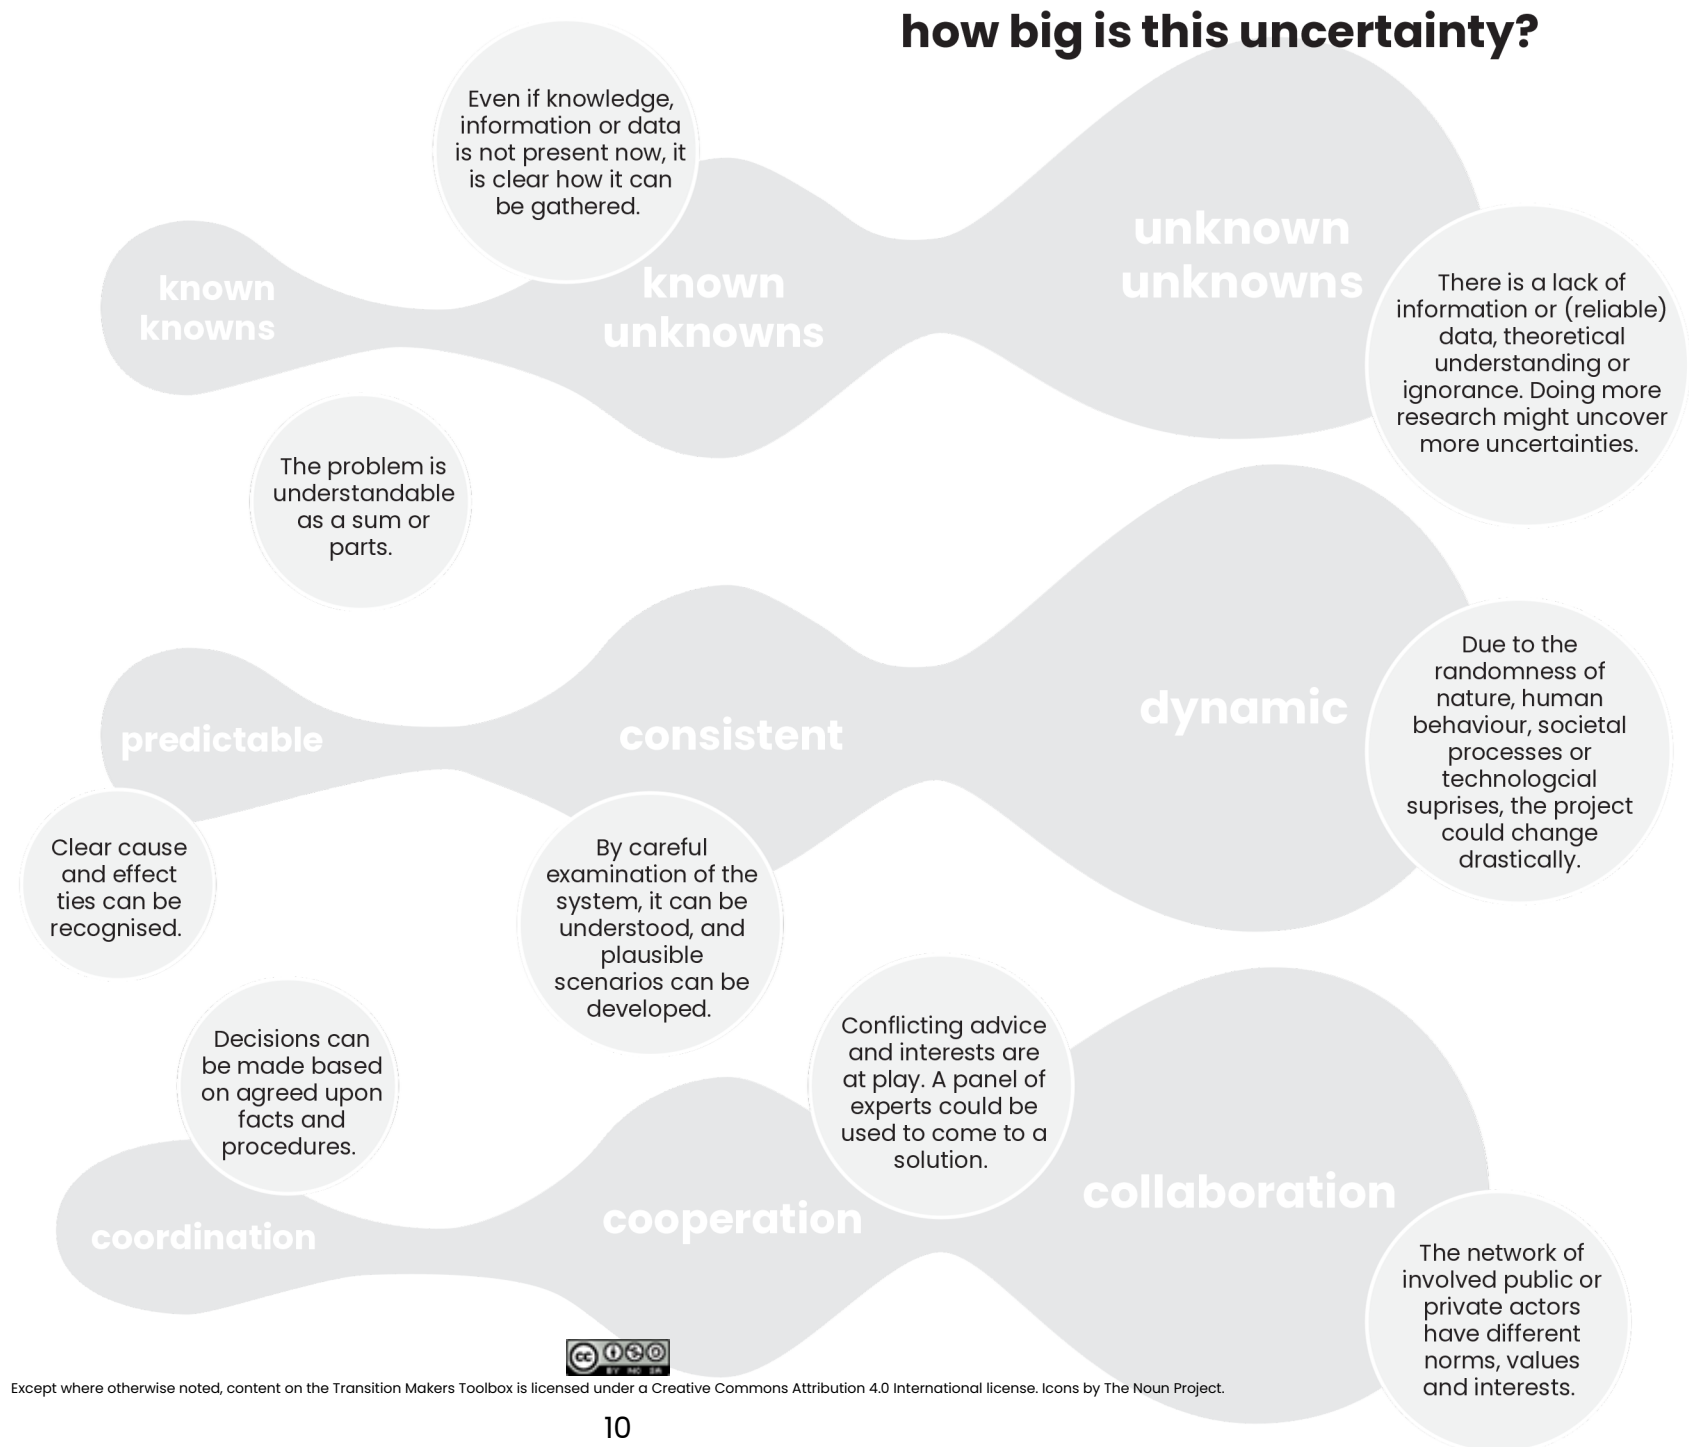 how big is this uncertainty?
Even if knowledge,
information or data
is not present now, it
is clear how it can
be gathered.
known
knowns
known
unknowns
unknown
unknowns
There is a lack of
information or (reliable)
data, theoretical
understanding or
ignorance. Doing more
research might uncover
more uncertainties.
The problem is
understandable
as a sum or
parts.
predictable
consistent
dynamic
Due to the
randomness of
nature, human
behaviour, societal
processes or
technologcial
suprises, the project
could change
drastically.
Clear cause
and effect
ties can be
recognised.
By careful
examination of the
system, it can be
understood, and
plausible
scenarios can be
developed.
Decisions can
be made based
on agreed upon
facts and
procedures.
Conflicting advice
and interests are
at play. A panel of
experts could be
used to come to a
solution.
coordination
cooperation
collaboration
The network of
involved public or
private actors
have different
norms, values
and interests.
cc
BY NC SA
Except where otherwise noted, content on the Transition Makers Toolbox is licensed under a Creative Commons Attribution 4.0 International license. Icons by The Noun Project.
10